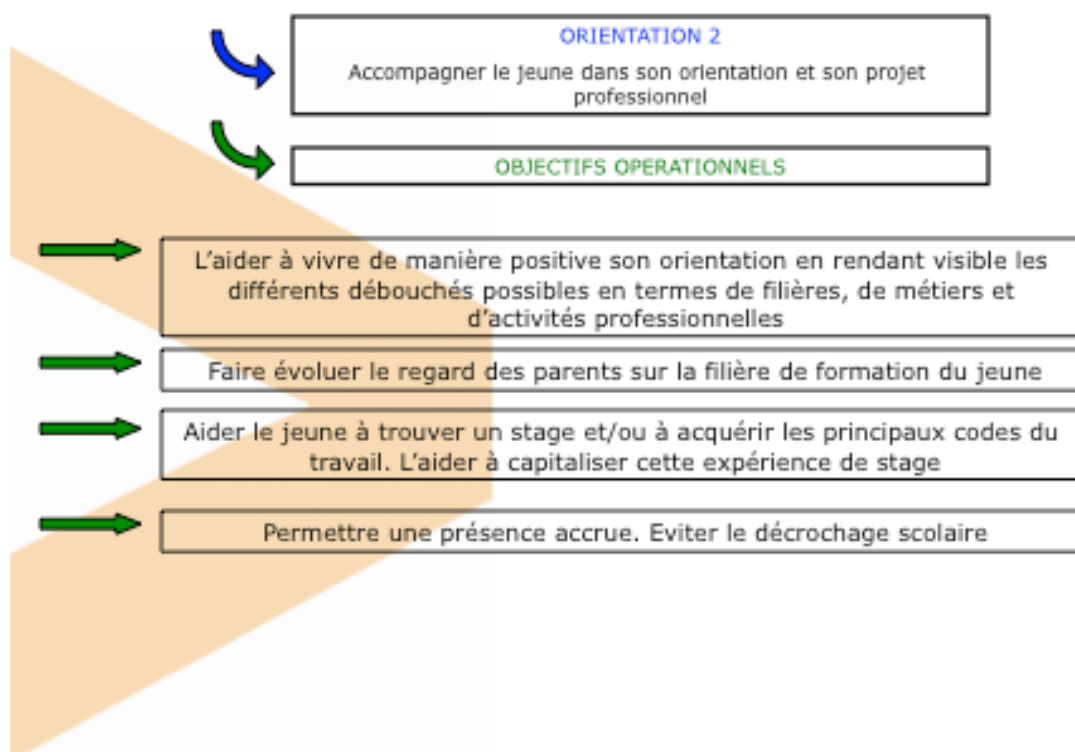 ORIENTATION 2
Accompagner le jeune dans son orientation et son projet
professionnel
OBJECTIFS OPERATIONNELS
L'aider à vivre de manière positive son orientation en rendant visible les
différents débouchés possibles en termes de filières, de métiers et
d'activités professionnelles
Faire évoluer le regard des parents sur la filière de formation du jeune
Aider le jeune à trouver un stage et/ou à acquérir les principaux codes du
travail. L'aider à capitaliser cette expérience de stage
Permettre une présence accrue. Eviter le décrochage scolaire